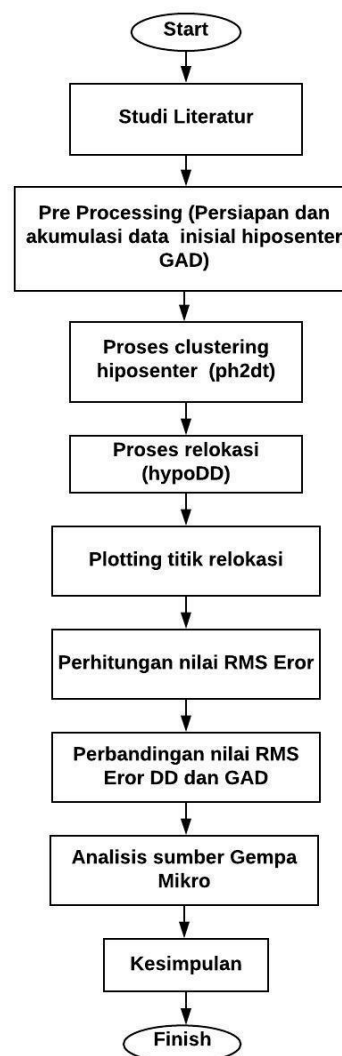 Start
Studi Literatur
Pre Processing (Persiapan dan
akumulasi data inisial hiposenter
GAD)
Proses clustering
hiposenter (ph2dt)
Proses relokasi
(hypoDD)
Plotting titik relokasi
Perhitungan nilai RMS Eror
Perbandingan nilai RMS
Eror DD dan GAD
Analisis sumber Gempa
Mikro
Kesimpulan
Finish